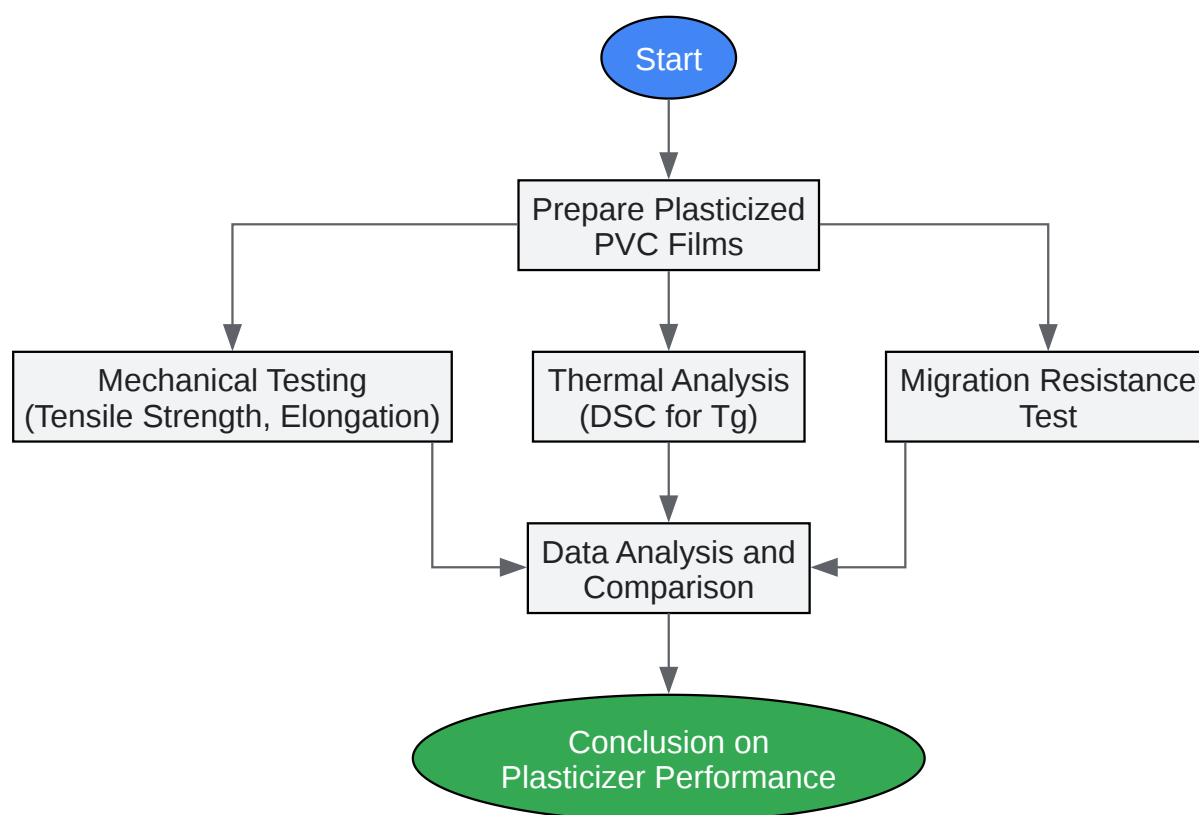 Start
Prepare Plasticized
PVC Films
Mechanical Testing
(Tensile Strength, Elongation)
Thermal Analysis
(DSC for Tg)
Migration Resistance
Test
Data Analysis and
Comparison
Conclusion on
Plasticizer Performance